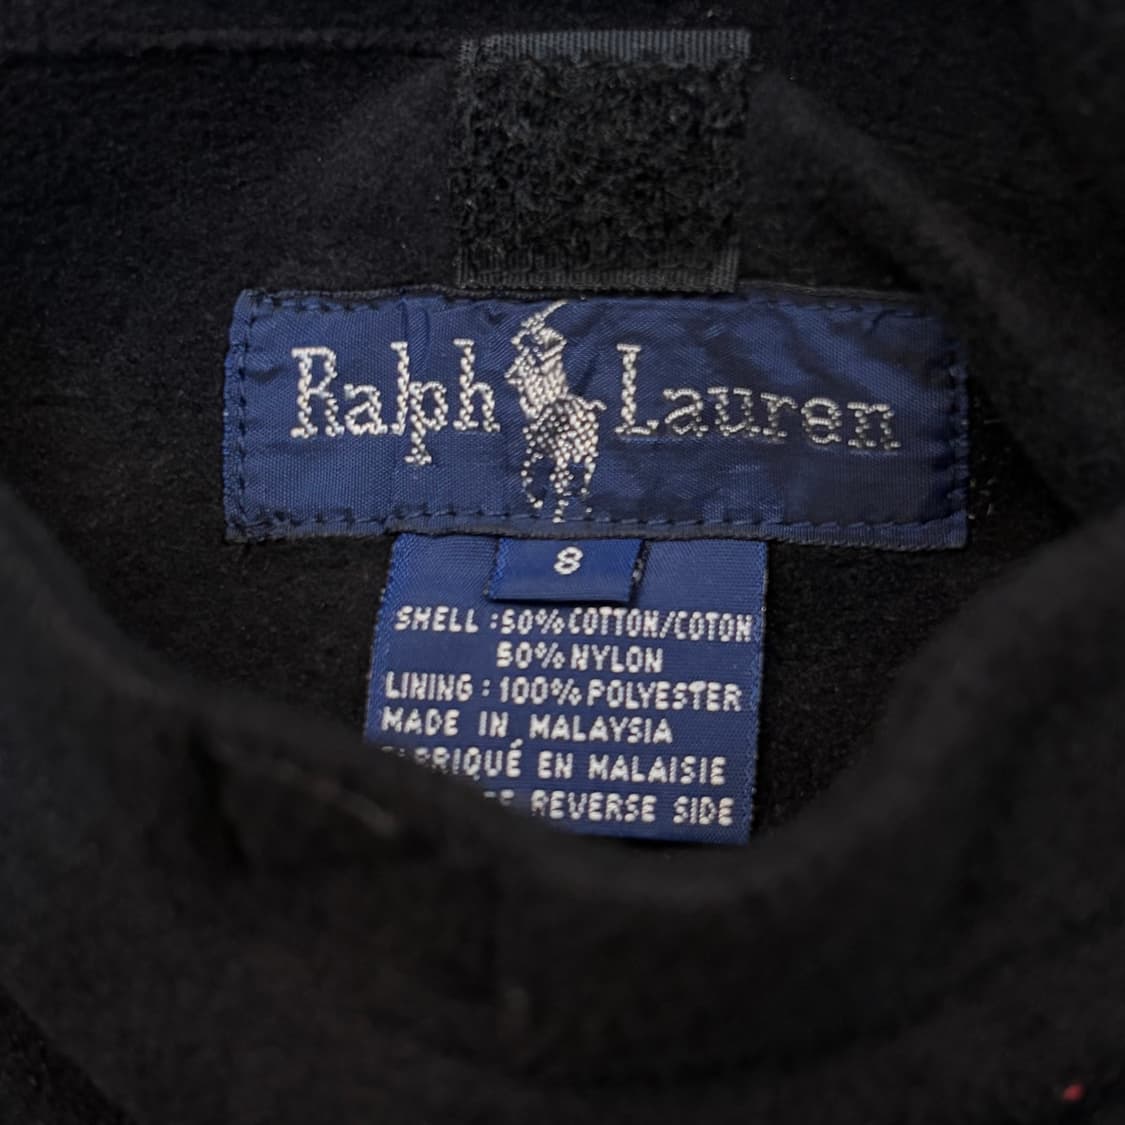 Ralph Lauren
8
SHELL : 50% COTTON/COTON
50% NYLON
LINING : 100% POLYESTER
MADE IN MALAYSIA
EN MALAISIE
REVERSE SIDE